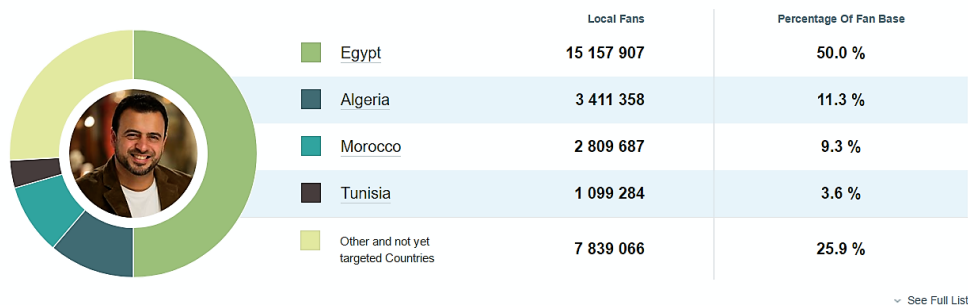 Local Fans Percentage Of Fan Base
Egypt 15 157 907 50.0 %
Algeria 3 411 358 11.3 %
Morocco 2 809 687 9.3 %
Tunisia 1 099 284 3.6 %
Other and not yet
targeted Countries 7 839 066 25.9 %
See Full List